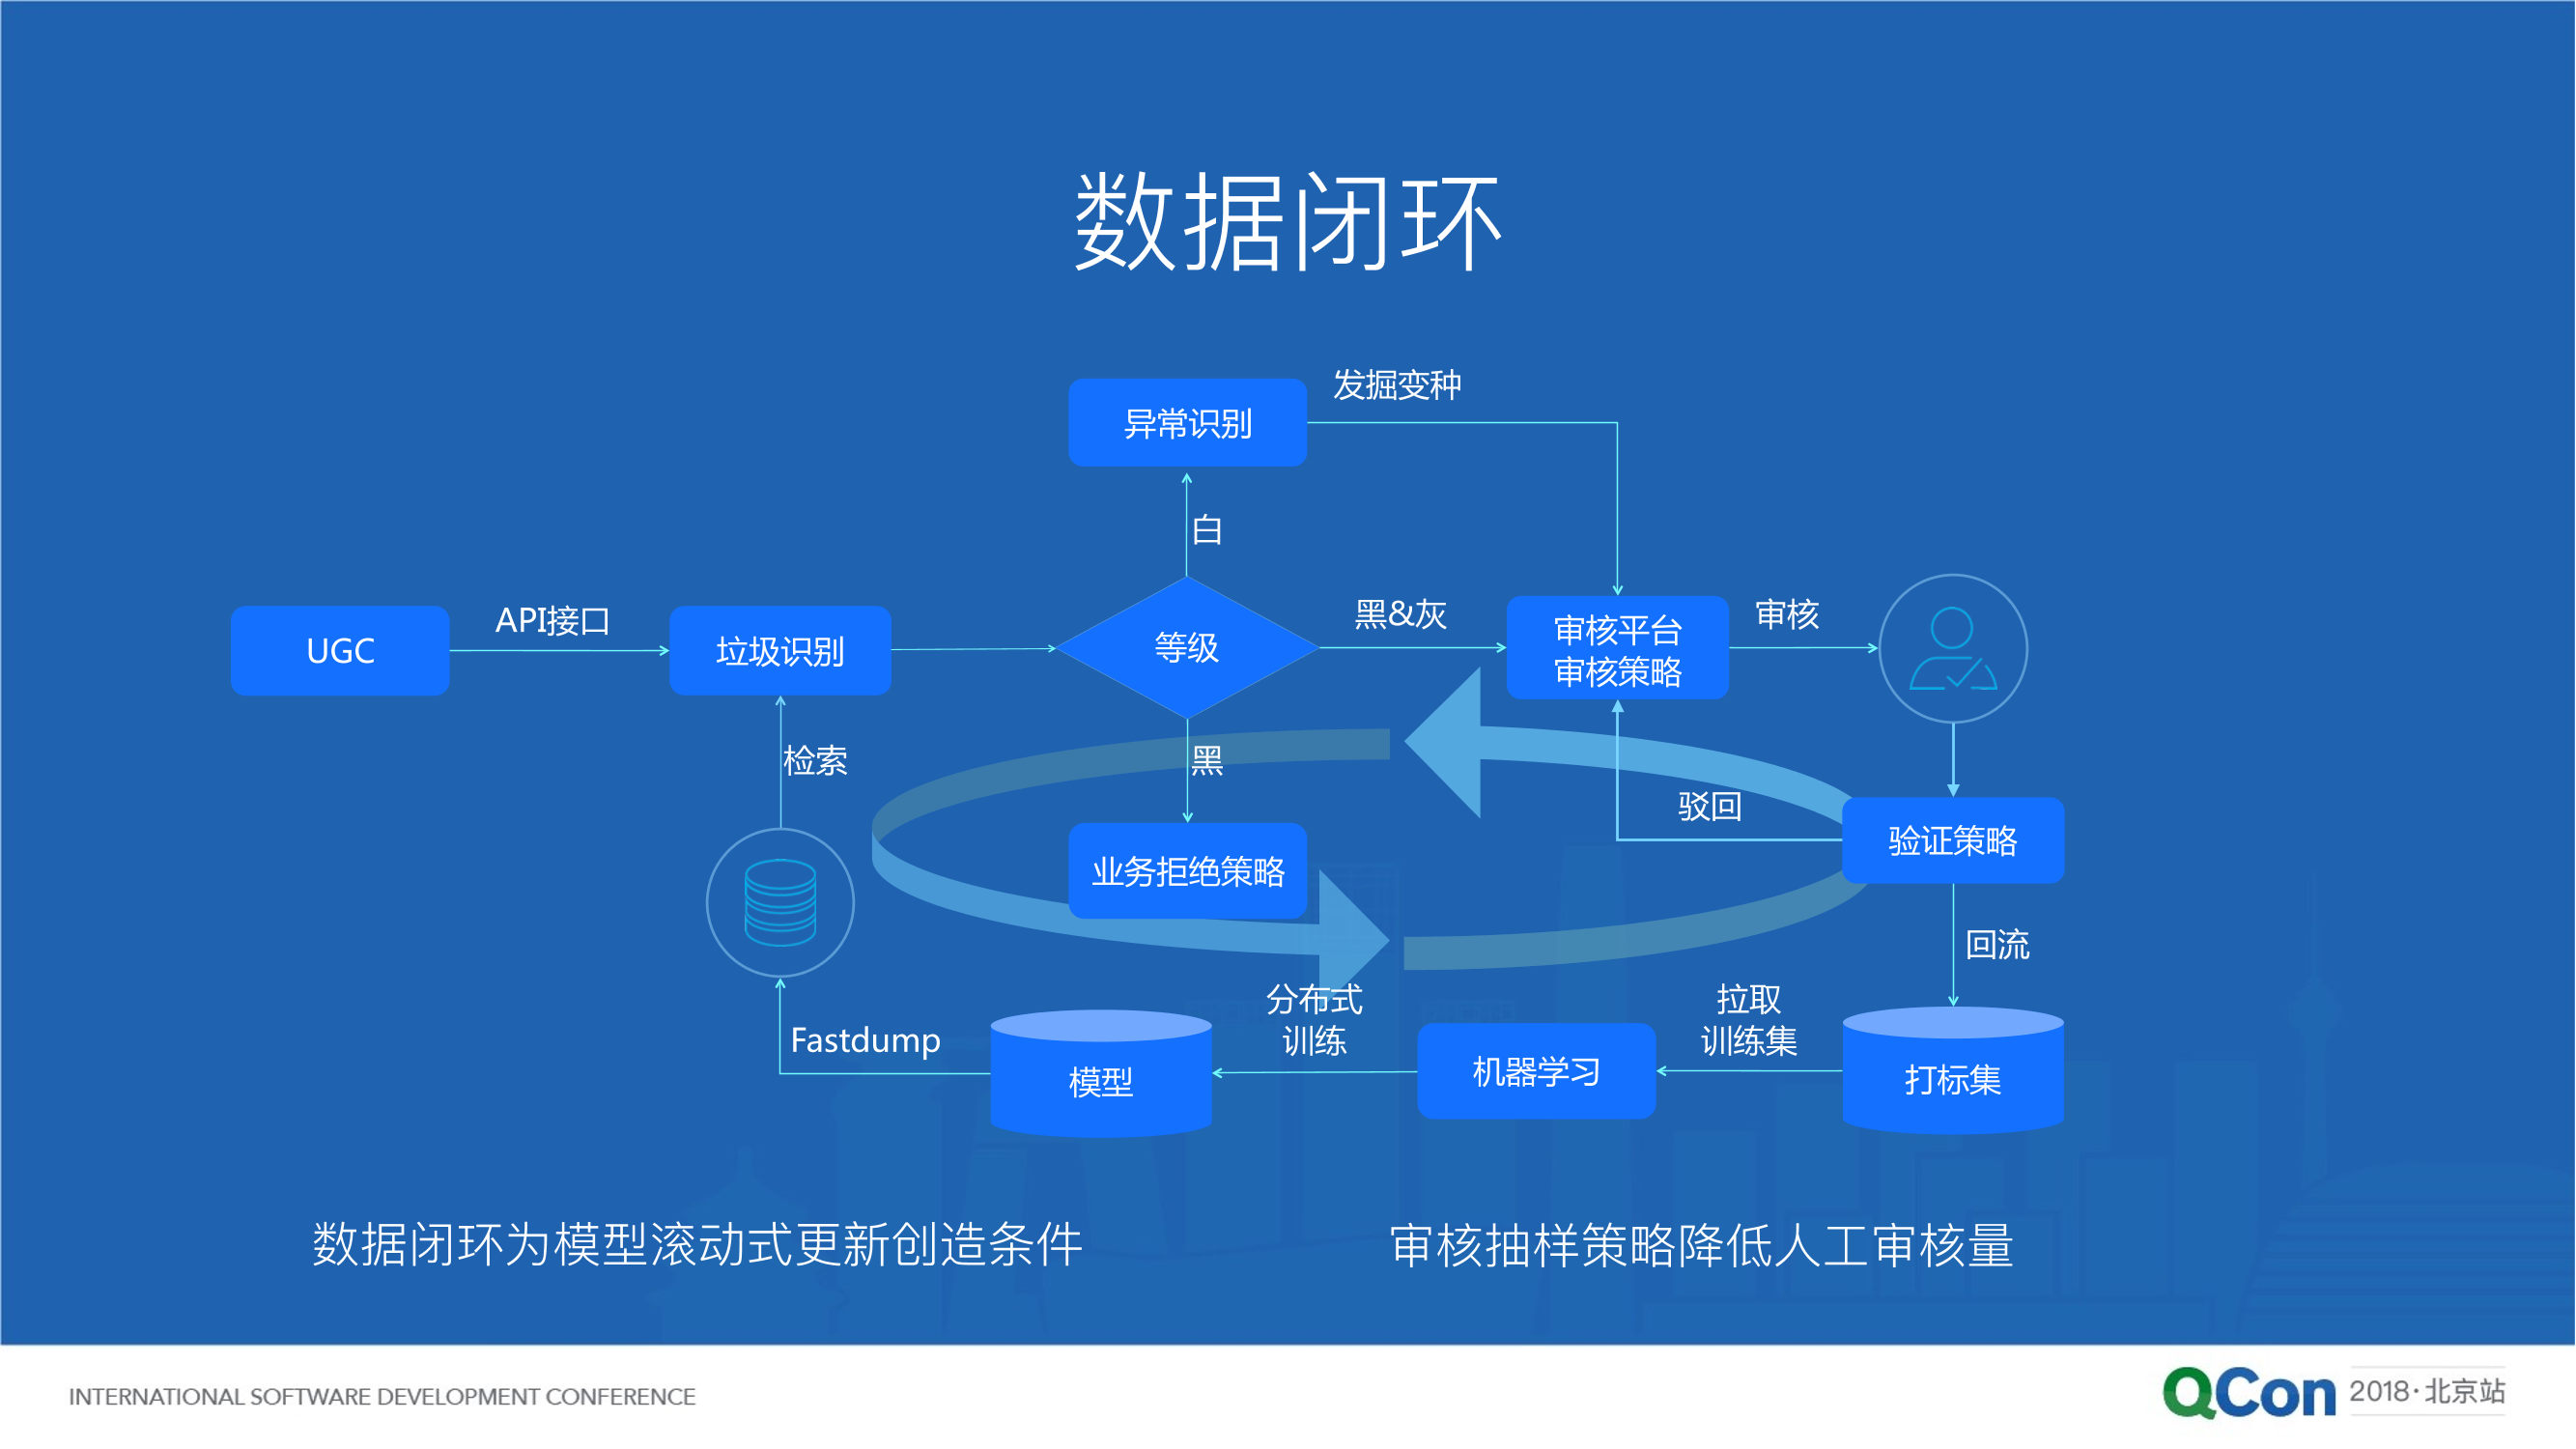 数据闭环
异常识别
发掘变种
白
UGC
API接口
垃圾识别
等级
黑&灰
审核平台
审核策略
审核
检索
黑
驳回
业务拒绝策略
验证策略
回流
Fastdump
模型
分布式
训练
机器学习
拉取
训练集
打标集
数据闭环为模型滚动式更新创造条件
审核抽样策略降低人工审核量
INTERNATIONAL SOFTWARE DEVELOPMENT CONFERENCE
QCon 2018·北京站